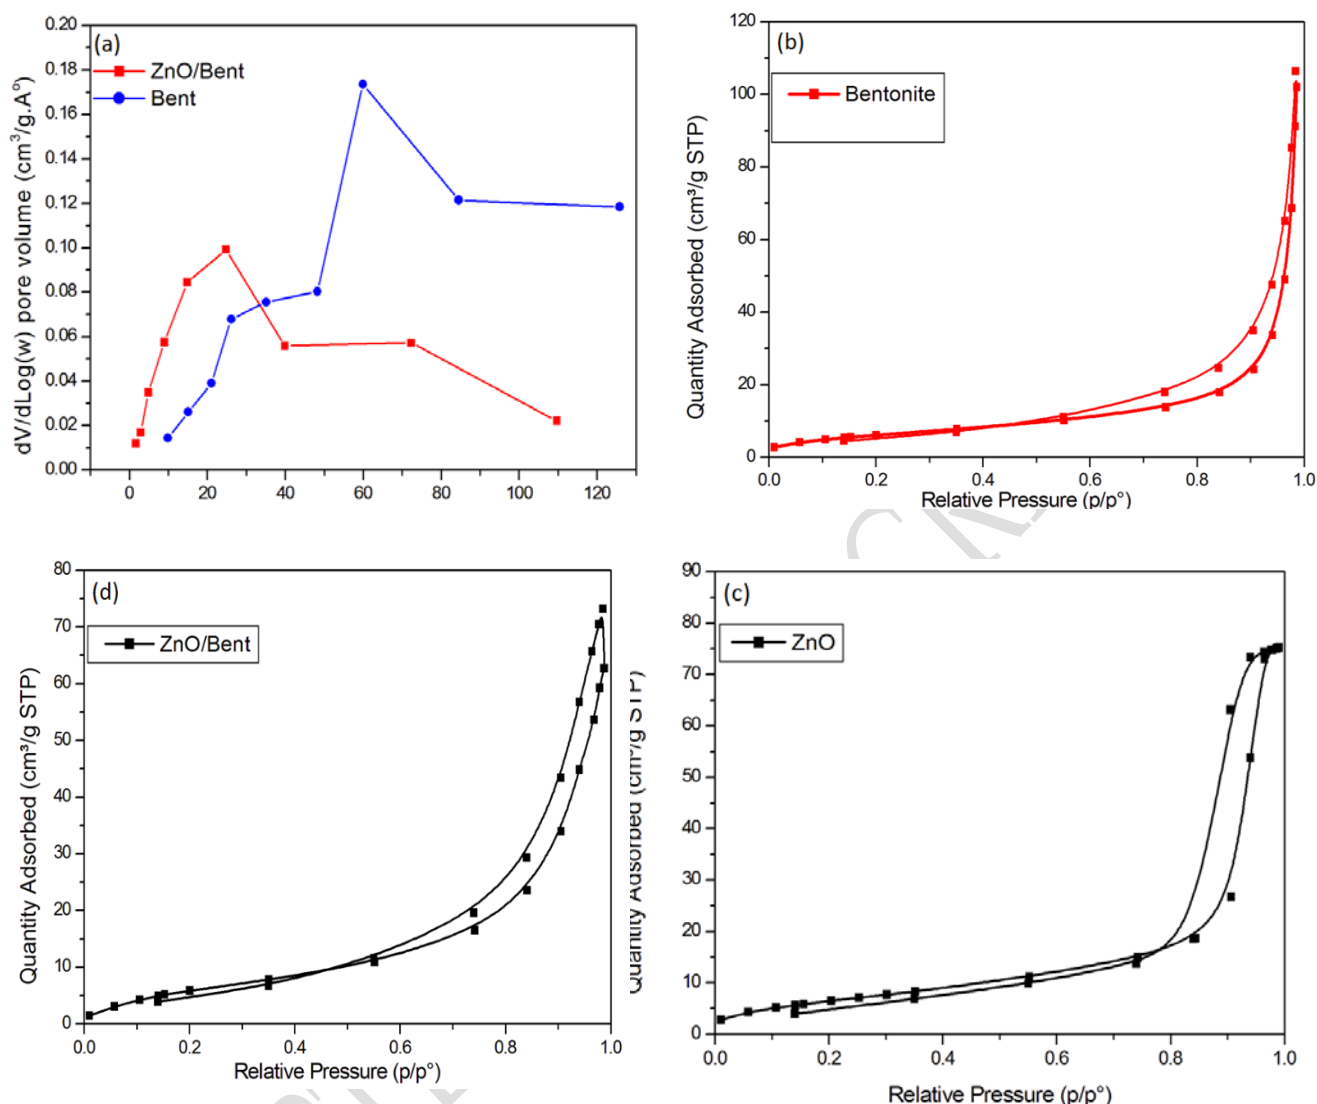 (a)
ZnO/Bent
Bent
dV/dLog(w) pore volume (cm³/g.A°)
0.20
0.18
0.16
0.14
0.12
0.10
0.08
0.06
0.04
0.02
0.00
0 20 40 60 80 100 120
(b)
Bentonite
Quantity Adsorbed (cm³/g STP)
120
100
80
60
40
20
0
0.0 0.2 0.4 0.6 0.8 1.0
Relative Pressure (p/p°)
(d)
ZnO/Bent
Quantity Adsorbed (cm³/g STP)
80
70
60
50
40
30
20
10
0
0.0 0.2 0.4 0.6 0.8 1.0
Relative Pressure (p/p°)
(c)
ZnO
Quantity Adsorbed (cm³/g STP)
90
80
70
60
50
40
30
20
10
0
0.0 0.2 0.4 0.6 0.8 1.0
Relative Pressure (p/p°)